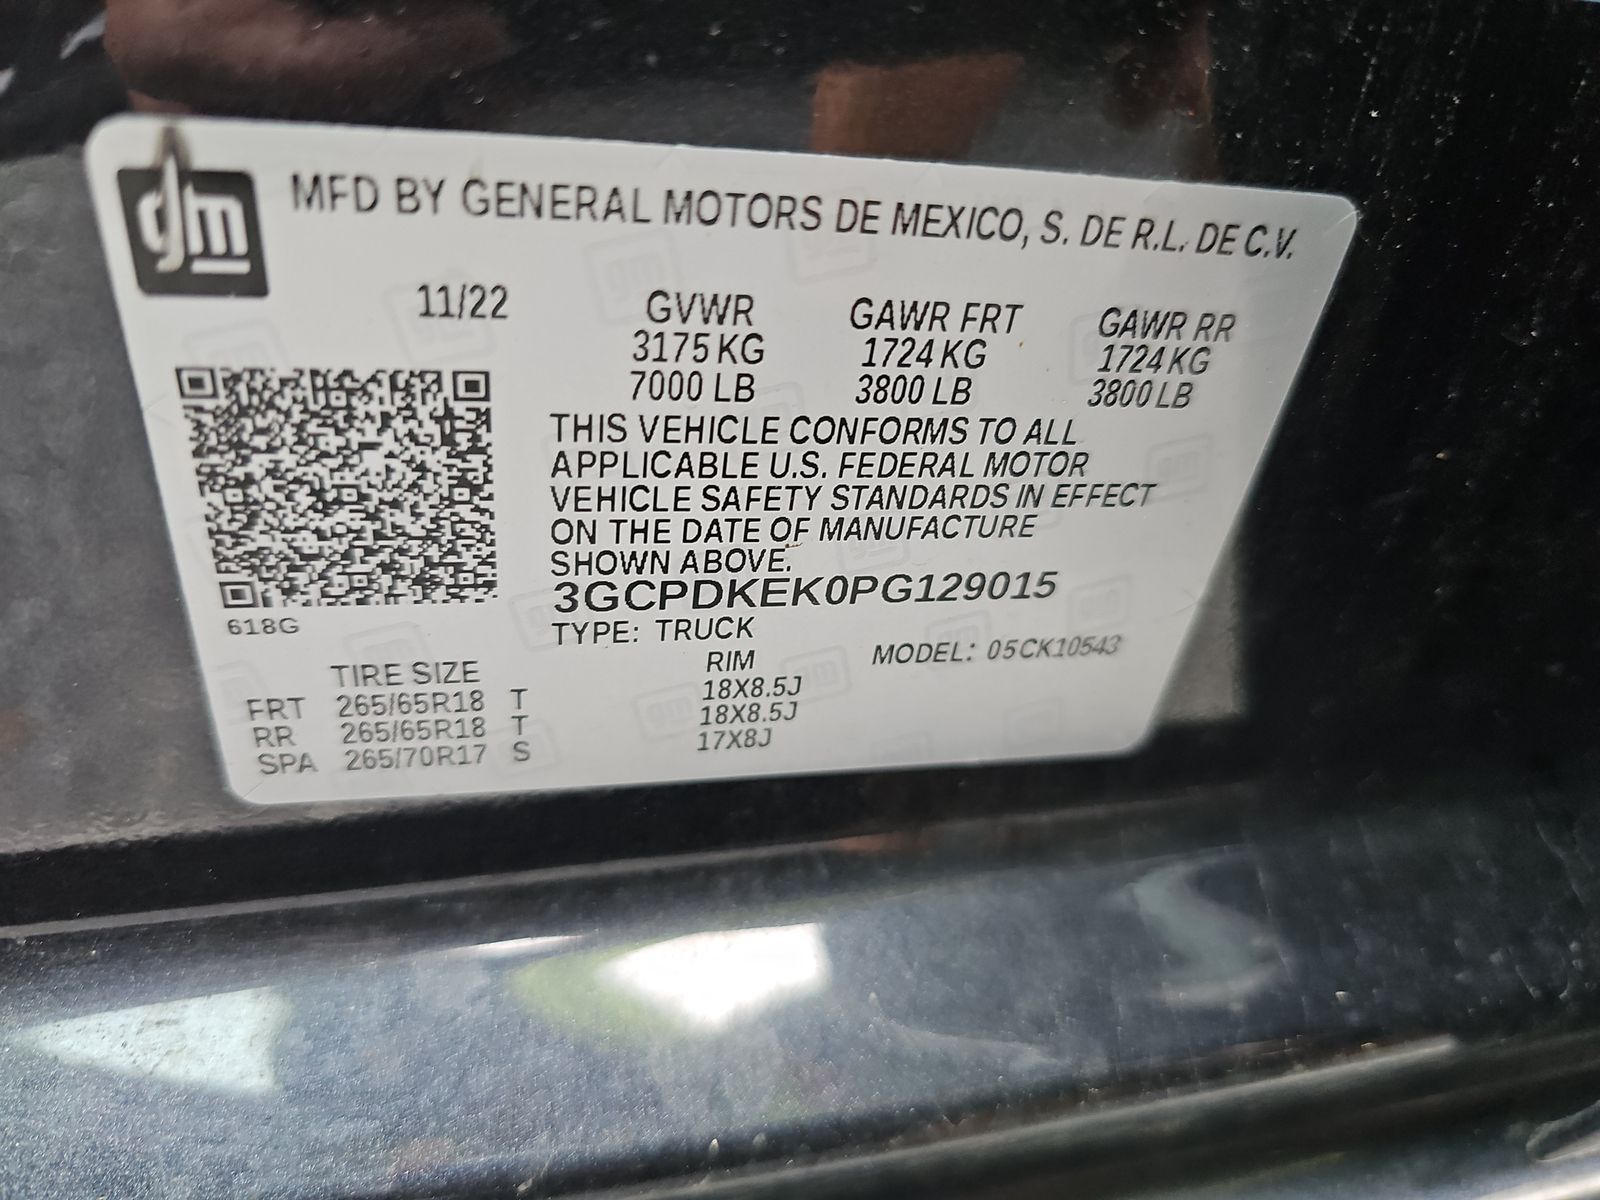 gm
MFD BY GENERAL MOTORS DE MEXICO, S. DE R.L. DE C.V.
11/22 GVWR GAWR FRT GAWR RR
3175 KG 1724 KG 1724 KG
7000 LB 3800 LB 3800 LB
THIS VEHICLE CONFORMS TO ALL
APPLICABLE U.S. FEDERAL MOTOR
VEHICLE SAFETY STANDARDS IN EFFECT
ON THE DATE OF MANUFACTURE
SHOWN ABOVE.
3GCPDKEK0PG129015
618G
TYPE: TRUCK
MODEL: 05CK10543
TIRE SIZE RIM
FRT 265/65R18 T 18X8.5J
RR 265/65R18 T 18X8.5J
SPA 265/70R17 S 17X8J